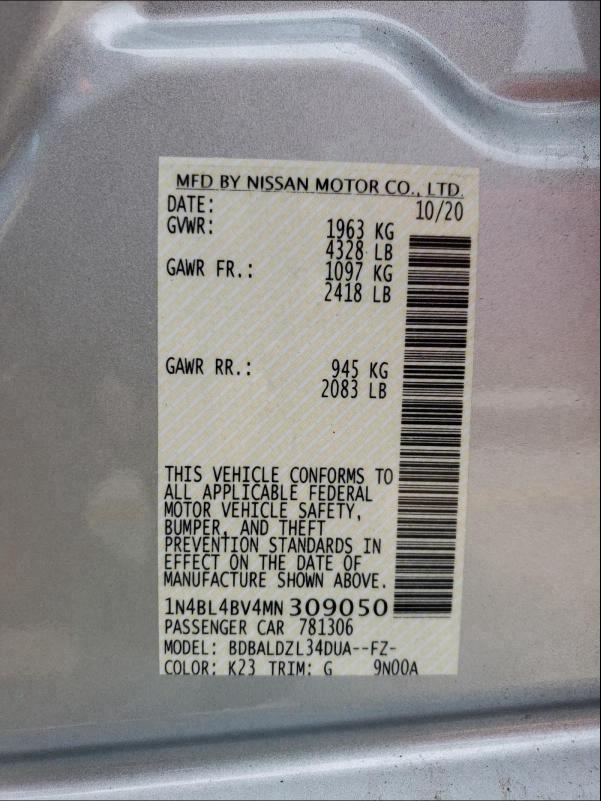 MFD BY NISSAN MOTOR CO., LTD.
DATE: 10/20
GVWR: 1963 KG
4328 LB
GAWR FR.: 1097 KG
2418 LB
GAWR RR.: 945 KG
2083 LB
THIS VEHICLE CONFORMS TO
ALL APPLICABLE FEDERAL
MOTOR VEHICLE SAFETY,
BUMPER, AND THEFT
PREVENTION STANDARDS IN
EFFECT ON THE DATE OF
MANUFACTURE SHOWN ABOVE.
1N4BL4BV4MN 309050
PASSENGER CAR 781306
MODEL: BDBALDZL34DUA--FZ-
COLOR: K23 TRIM: G 9N00A